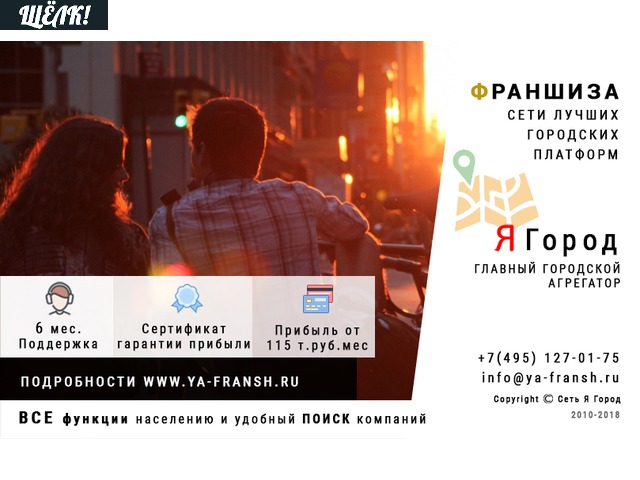 ЩЁЛК!
ФРАНШИЗА
СЕТИ ЛУЧШИХ
ГОРОДСКИХ
ПЛАТФОРМ
Я Город
ГЛАВНЫЙ ГОРОДСКОЙ
АГРЕГАТОР
6 мес.
Поддержка
Сертификат
гарантии прибыли
Прибыль от
115 т.руб.мес
ПОДРОБНОСТИ WWW.YA-FRANSH.RU
ВСЕ функции населению и удобный ПОИСК компаний
+7(495) 127-01-75
info@ya-fransh.ru
Copyright © Сеть Я Город
2010-2018